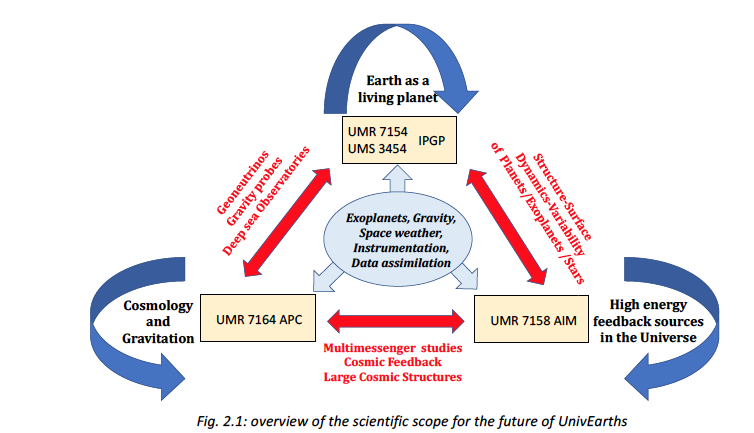 Earth as a
living planet
UMR 7154
UMS 3454
IPGP
Geoneutrinos
Gravity probes
Deep sea Observatories
Structure-Surface
Dynamics-Variability
of Planets/Exoplanets /Stars
Exoplanets, Gravity,
Space weather,
Instrumentation,
Data assimilation
Cosmology
and
Gravitation
UMR 7164 APC
UMR 7158 AIM
High energy
feedback sources
in the Universe
Multimessenger studies
Cosmic Feedback
Large Cosmic Structures
Fig. 2.1: overview of the scientific scope for the future of UnivEarths